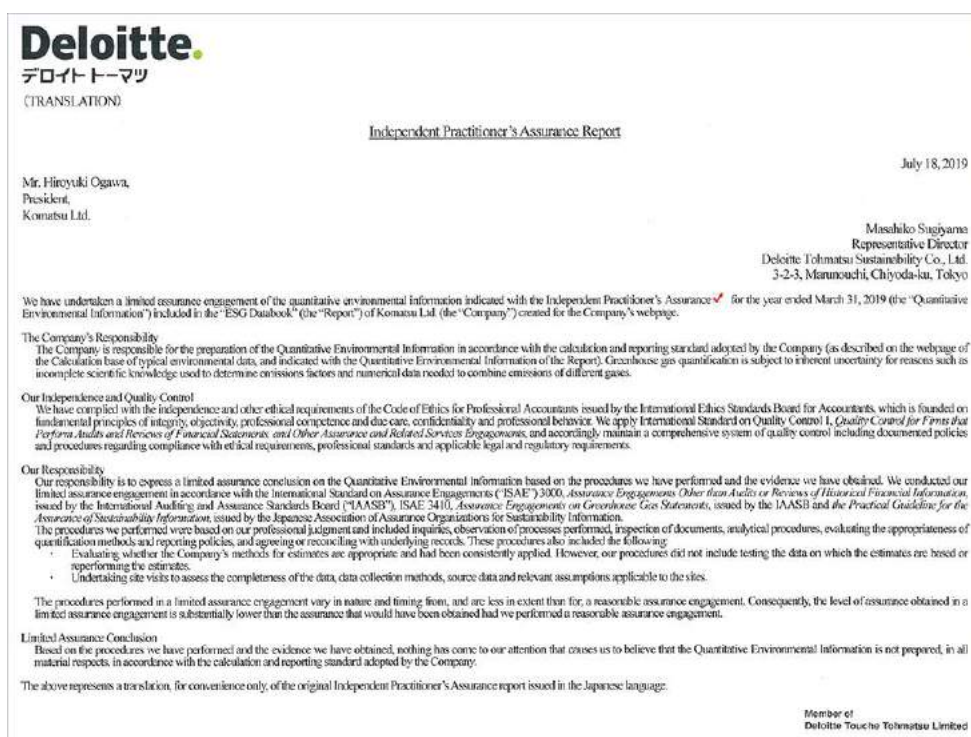 Deloitte.
デロイト トーマツ
(TRANSLATION)
Independent Practitioner's Assurance Report
July 18, 2019
Mr. Hiroyuki Ogawa,
President,
Komatsu Ltd.
Masahiko Sugiyama
Representative Director
Deloitte Tohmatsu Sustainability Co., Ltd.
3-2-3, Marunouchi, Chiyoda-ku, Tokyo
We have undertaken a limited assurance engagement of the quantitative environmental information indicated with the Independent Practitioner's Assurance ✓ for the year ended March 31, 2019 (the "Quantitative
Environmental Information") included in the "ESG Databook" (the "Report") of Komatsu Ltd. (the "Company") created for the Company's webpage.
The Company's Responsibility
The Company is responsible for the preparation of the Quantitative Environmental Information in accordance with the calculation and reporting standard adopted by the Company (as described on the webpage of
the Calculation base of typical environmental data, and indicated with the Quantitative Environmental Information of the Report). Greenhouse gas quantification is subject to inherent uncertainty for reasons such as
incomplete scientific knowledge used to determine emissions factors and numerical data needed to combine emissions of different gases.
Our Independence and Quality Control
We have complied with the independence and other ethical requirements of the Code of Ethics for Professional Accountants issued by the International Ethics Standards Board for Accountants, which is founded on
fundamental principles of integrity, objectivity, professional competence and due care, confidentiality and professional behavior. We apply International Standard on Quality Control 1, Quality Control for Firms that
Perform Audits and Reviews of Financial Statements, and Other Assurance and Related Services Engagements, and accordingly maintain a comprehensive system of quality control including documented policies
and procedures regarding compliance with ethical requirements, professional standards and applicable legal and regulatory requirements.
Our Responsibility
Our responsibility is to express a limited assurance conclusion on the Quantitative Environmental Information based on the procedures we have performed and the evidence we have obtained. We conducted our
limited assurance engagement in accordance with the International Standard on Assurance Engagements ("ISAE") 3000, Assurance Engagements Other than Audits or Reviews of Historical Financial Information,
issued by the International Auditing and Assurance Standards Board ("IAASB"), ISAE 3410, Assurance Engagements on Greenhouse Gas Statements, issued by the IAASB and the Practical Guideline for the
Assurance of Sustainability Information, issued by the Japanese Association of Assurance Organizations for Sustainability Information.
The procedures we performed were based on our professional judgment and included inquiries, observation of processes performed, inspection of documents, analytical procedures, evaluating the appropriateness of
quantification methods and reporting policies, and agreeing or reconciling with underlying records. These procedures also included the following:
· Evaluating whether the Company's methods for estimates are appropriate and had been consistently applied. However, our procedures did not include testing the data on which the estimates are based or
reperforming the estimates.
· Undertaking site visits to assess the completeness of the data, data collection methods, source data and relevant assumptions applicable to the sites.
The procedures performed in a limited assurance engagement vary in nature and timing from, and are less in extent than for, a reasonable assurance engagement. Consequently, the level of assurance obtained in a
limited assurance engagement is substantially lower than the assurance that would have been obtained had we performed a reasonable assurance engagement.
Limited Assurance Conclusion
Based on the procedures we have performed and the evidence we have obtained, nothing has come to our attention that causes us to believe that the Quantitative Environmental Information is not prepared, in all
material respects, in accordance with the calculation and reporting standard adopted by the Company.
The above represents a translation, for convenience only, of the original Independent Practitioner's Assurance report issued in the Japanese language.
Member of
Deloitte Touche Tohmatsu Limited